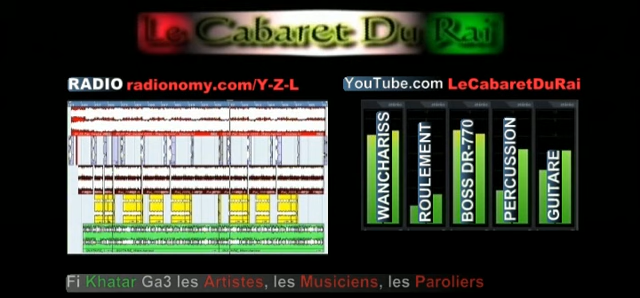 Le Cabaret Du Rai
RADIO radionomy.com/Y-Z-L
YouTube.com LeCabaretDuRai
WANCHARISS
ROULEMENT
BOSS DR-770
PERCUSSION
GUITARE
Fi Khatar Ga3 les Artistes, les Musiciens, les Paroliers